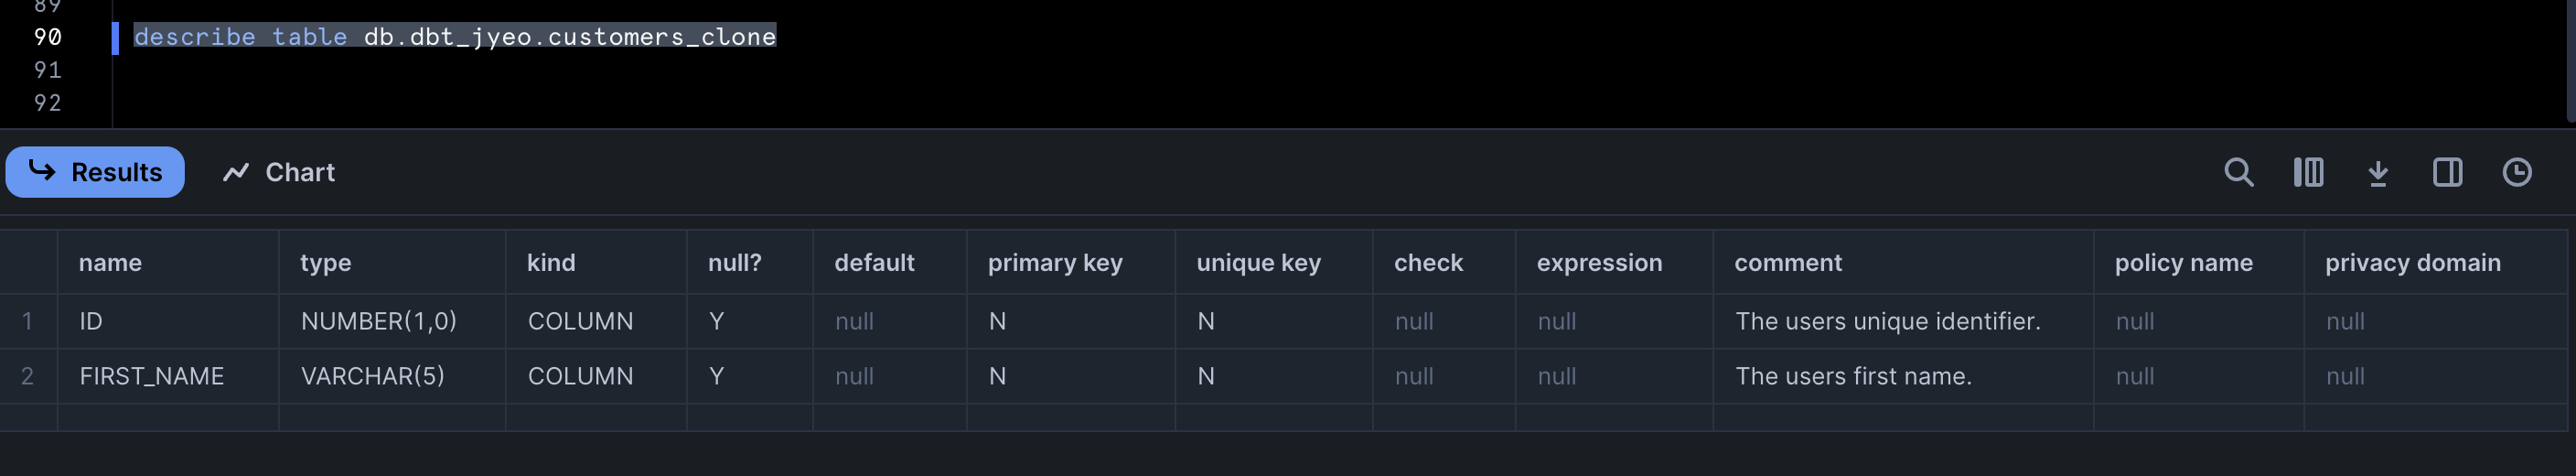 89
90 describe table db.dbt_jyeo.customers_clone
91
92
Results Chart
name type kind null? default primary key unique key check expression comment policy name privacy domain
1 ID NUMBER(1,0) COLUMN Y null N N null null The users unique identifier. null null
2 FIRST_NAME VARCHAR(5) COLUMN Y null N N null null The users first name. null null